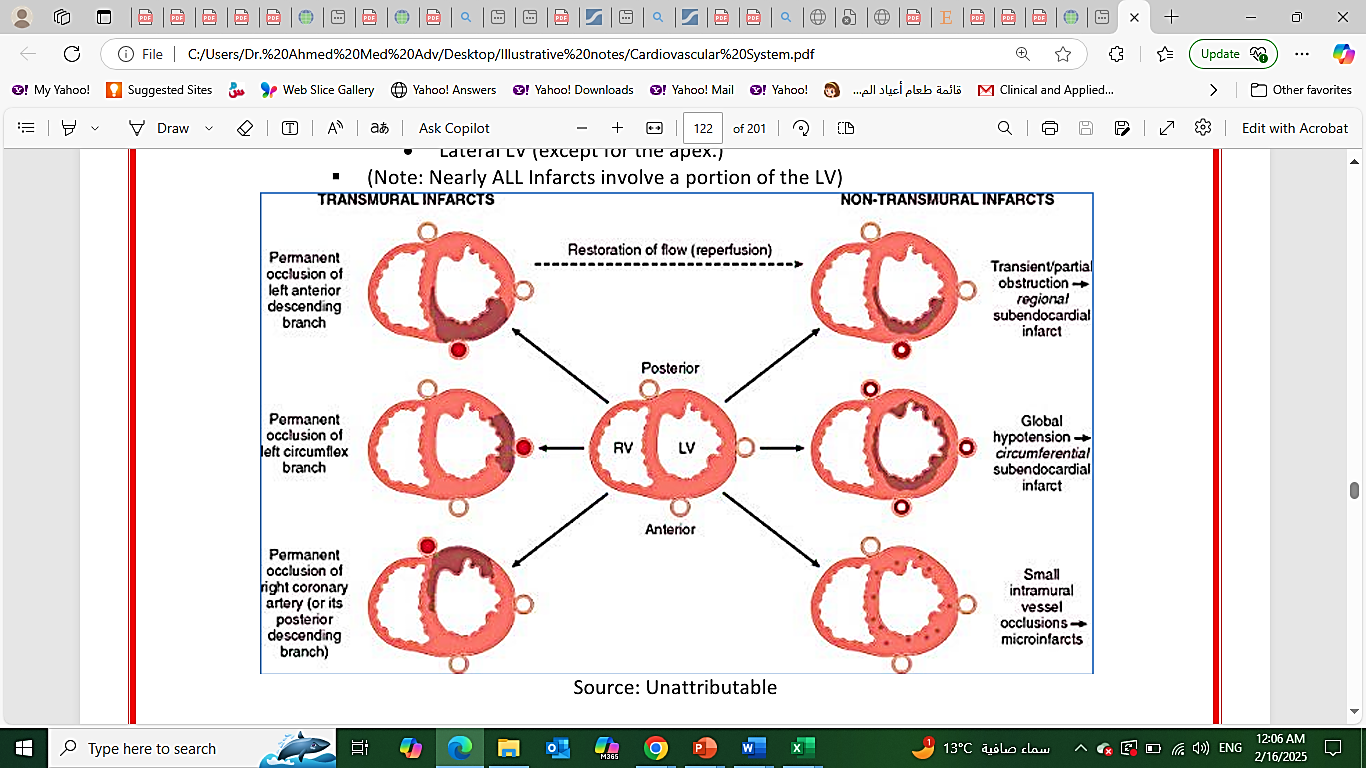 File
C:/Users/Dr.%20Ahmed%20Med%20Adv/Desktop/Illustrative%20notes/Cardiovascular%20System.pdf
Update
My Yahoo!
Suggested Sites
Web Slice Gallery
Yahoo! Answers
Yahoo! Downloads
Yahoo! Mail
Yahoo!
قائمة طعام أعياد الم...
Clinical and Applied...
Other favorites
Draw
Ask Copilot
122
of 201
Edit with Acrobat
• Lateral LV (except for the apex.)
▪ (Note: Nearly ALL Infarcts involve a portion of the LV)
TRANSMURAL INFARCTS
NON-TRANSMURAL INFARCTS
Permanent
occlusion of
left anterior
descending
branch
Restoration of flow (reperfusion)
Transient/partial
obstruction →
regional
subendocardial
infarct
Permanent
occlusion of
left circumflex
branch
Posterior
RV
LV
Anterior
Global
hypotension →
circumferential
subendocardial
infarct
Permanent
occlusion of
right coronary
artery (or its
posterior
descending
branch)
Small
intramural
vessel
occlusions →
microinfarcts
Source: Unattributable
Type here to search
M365
1
13°C سماء صافية
ENG
12:06 AM
2/16/2025